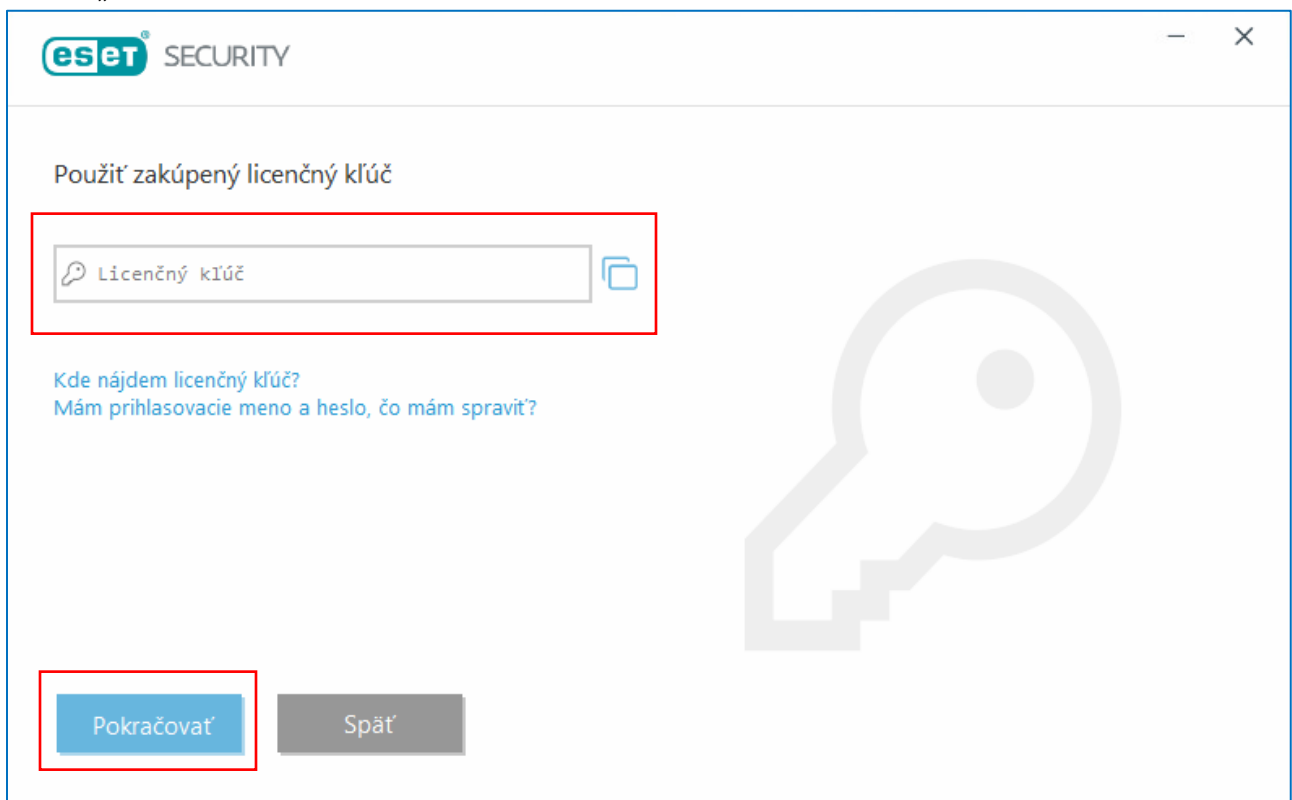 eset® SECURITY
Použiť zakúpený licenčný kľúč
Licenčný kľúč
Kde nájdem licenčný kľúč?
Mám prihlasovacie meno a heslo, čo mám spraviť?
Pokračovať
Späť